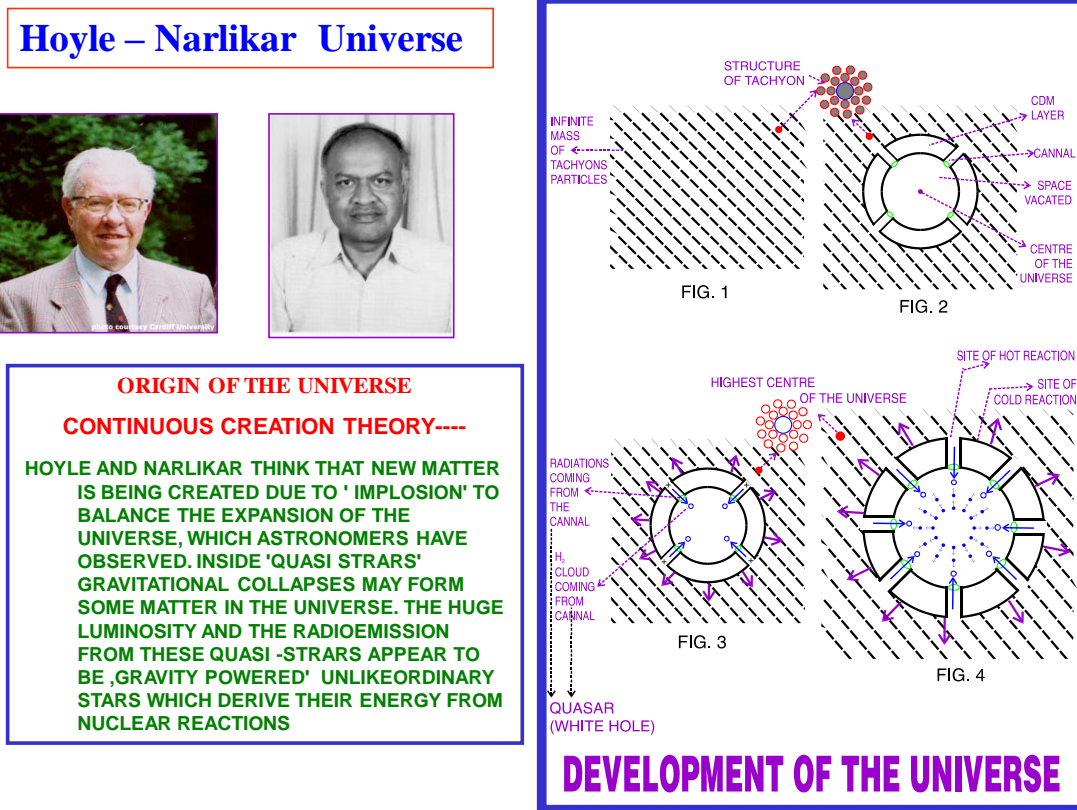 Hoyle – Narlikar  Universe
photo courtesy Cardiff University
ORIGIN OF THE UNIVERSE
CONTINUOUS CREATION THEORY----
HOYLE AND NARLIKAR THINK THAT NEW MATTER
IS BEING CREATED DUE TO ' IMPLOSION' TO
BALANCE THE EXPANSION OF THE
UNIVERSE, WHICH ASTRONOMERS HAVE
OBSERVED. INSIDE 'QUASI STRARS'
GRAVITATIONAL COLLAPSES MAY FORM
SOME MATTER IN THE UNIVERSE. THE HUGE
LUMINOSITY AND THE RADIOEMISSION
FROM THESE QUASI -STRARS APPEAR TO
BE ,GRAVITY POWERED'  UNLIKEORDINARY
STARS WHICH DERIVE THEIR ENERGY FROM
NUCLEAR REACTIONS
STRUCTURE
OF TACHYON
INFINITE
MASS
OF
TACHYONS
PARTICLES
FIG. 1
CDM
LAYER
CANNAL
SPACE
VACATED
CENTRE
OF THE
UNIVERSE
FIG. 2
HIGHEST CENTRE
OF THE UNIVERSE
RADIATIONS
COMING
FROM
THE
CANNAL
H₂
CLOUD
COMING
FROM
CANNAL
FIG. 3
QUASAR
(WHITE HOLE)
SITE OF HOT REACTION
SITE OF
COLD REACTION
FIG. 4
DEVELOPMENT OF THE UNIVERSE